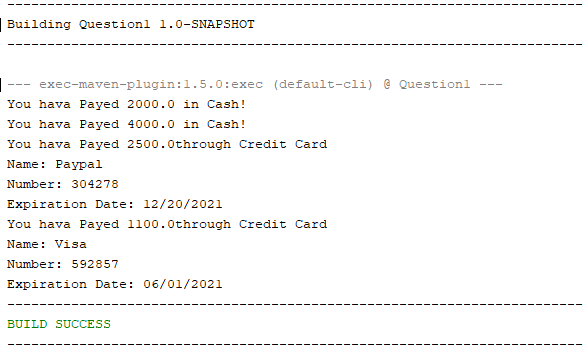 ------------------------------------------------------------------------
Building Question1 1.0-SNAPSHOT
------------------------------------------------------------------------
--- exec-maven-plugin:1.5.0:exec (default-cli) @ Question1 ---
You hava Payed 2000.0 in Cash!
You hava Payed 4000.0 in Cash!
You hava Payed 2500.0through Credit Card
Name: Paypal
Number: 304278
Expiration Date: 12/20/2021
You hava Payed 1100.0through Credit Card
Name: Visa
Number: 592857
Expiration Date: 06/01/2021
------------------------------------------------------------------------
BUILD SUCCESS
------------------------------------------------------------------------